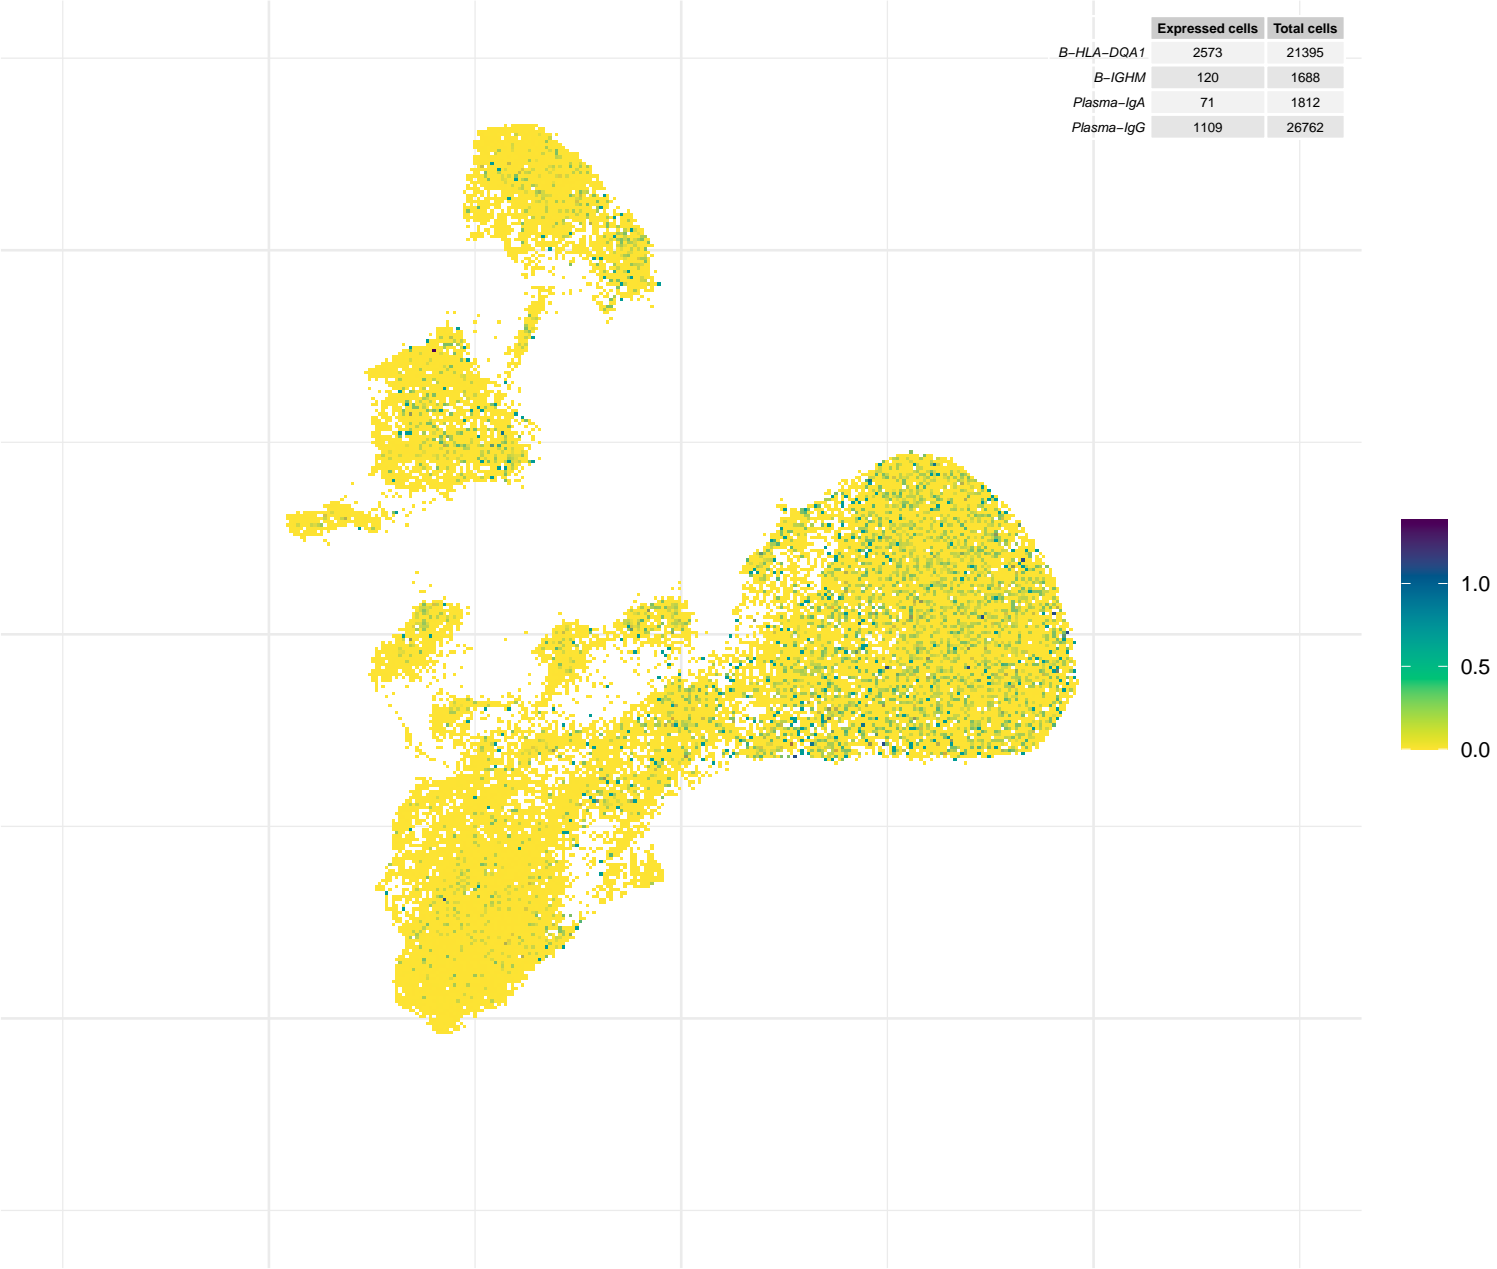 Expressed cells Total cells
B−HLA−DQA1 2573 21395
B−IGHM 120 1688
Plasma−IgA 71 1812
Plasma−IgG 1109 26762
1.0
0.5
0.0